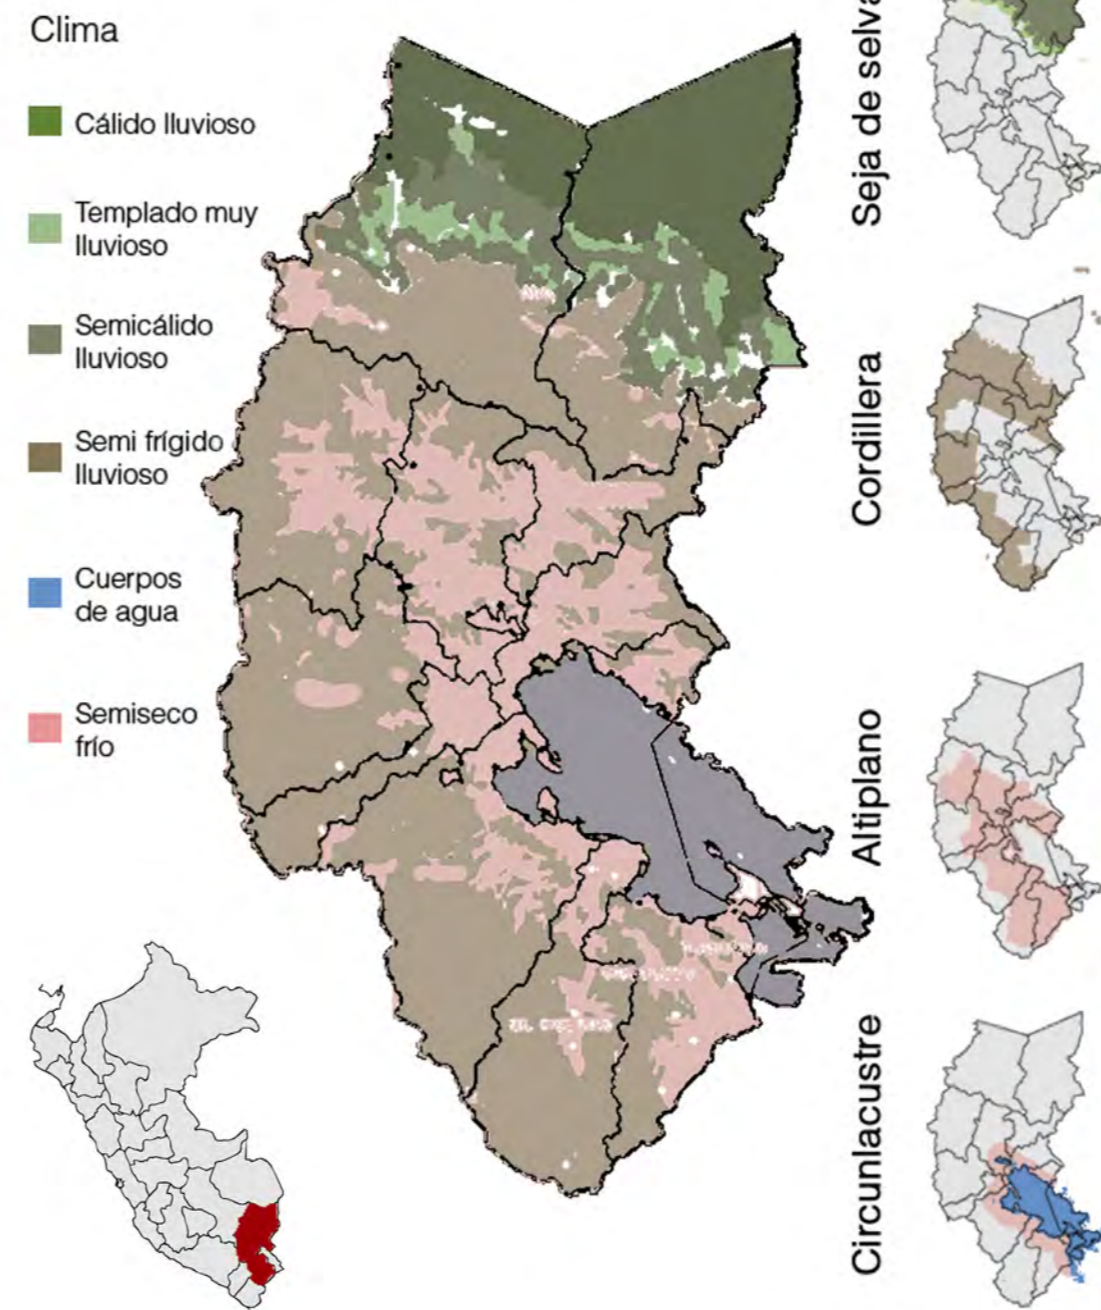 Clima
Cálido lluvioso
Templado muy
lluvioso
Semicálido
lluvioso
Semi frígido
lluvioso
Cuerpos
de agua
Semiseco
frío
Seja de selva
Cordillera
Altiplano
Circunlacustre